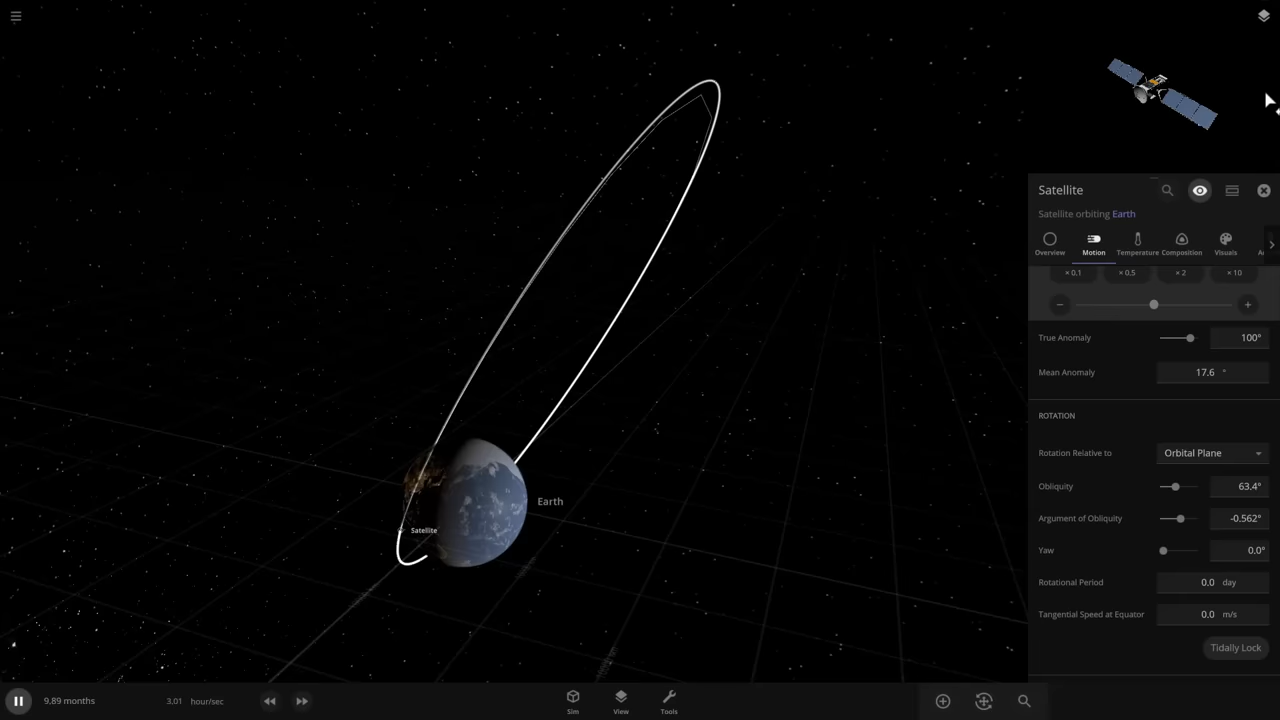 Satellite
Satellite orbiting Earth
Overview Motion Temperature Composition Visuals
× 0.1 × 0.5 × 2 × 10
True Anomaly 100°
Mean Anomaly 17.6 °
ROTATION
Rotation Relative to Orbital Plane
Obliquity 63.4°
Argument of Obliquity -0.562°
Yaw 0.0°
Rotational Period 0.0 day
Tangential Speed at Equator 0.0 m/s
Tidally Lock
Earth
Satellite
9,89 months 3,01 hour/sec
Sim View Tools